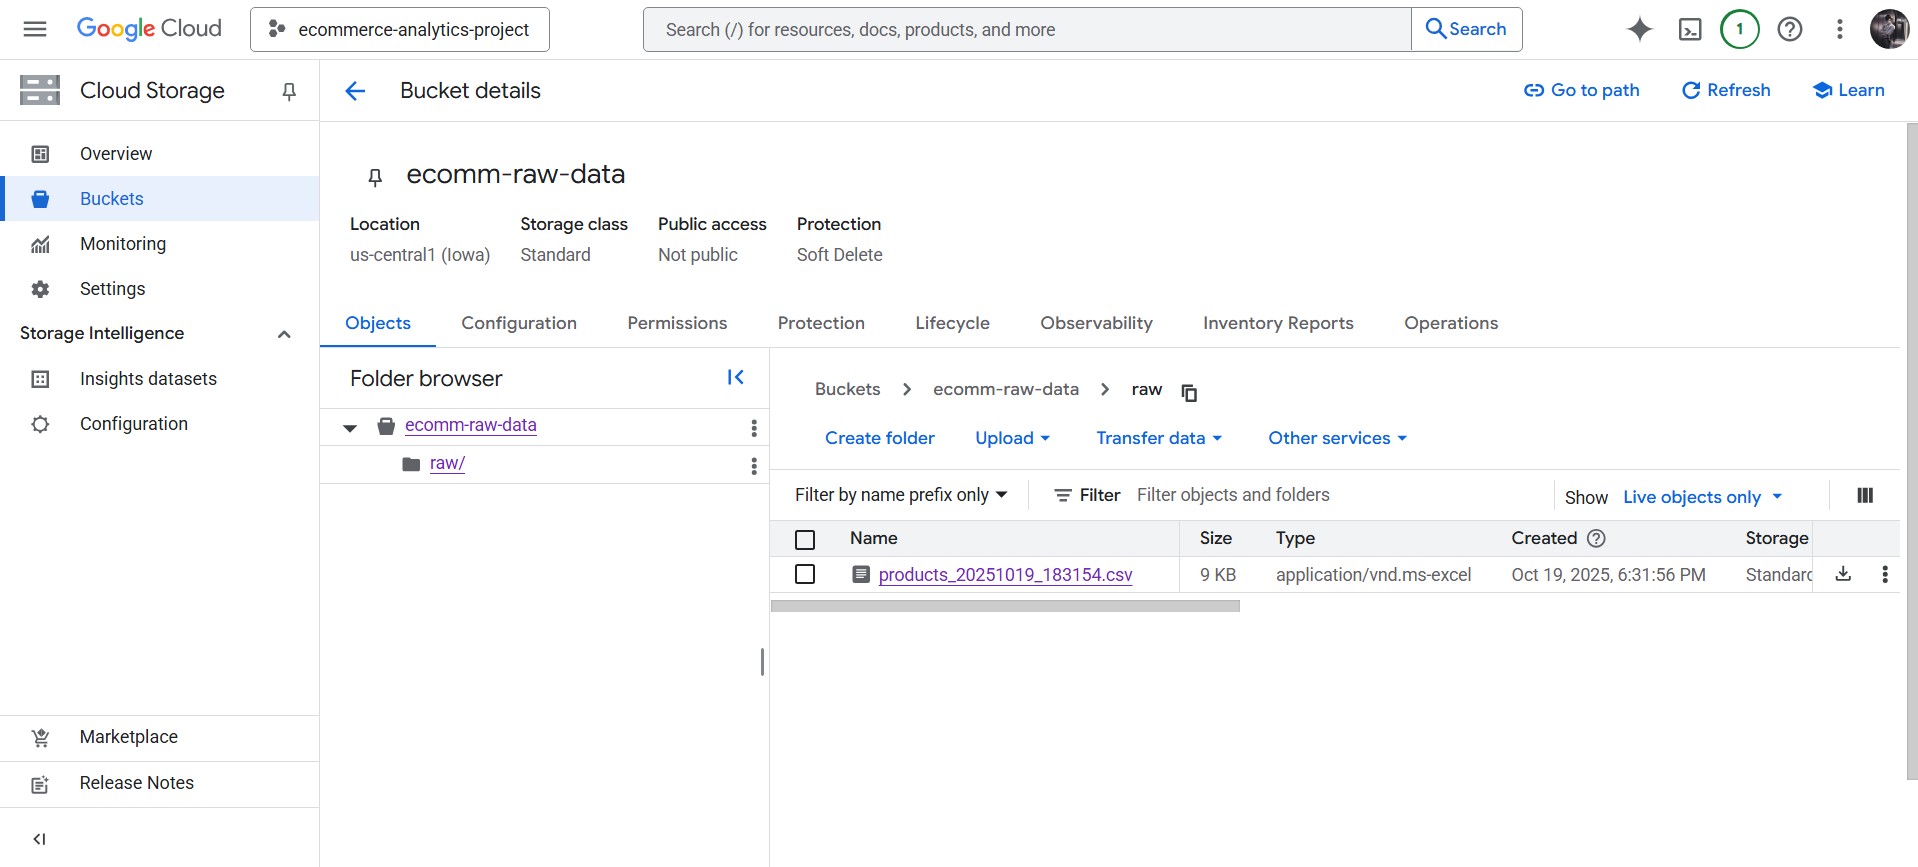 Google Cloud
ecommerce-analytics-project
Search (/) for resources, docs, products, and more
Search
1
Cloud Storage
Bucket details
Go to path
Refresh
Learn
Overview
Buckets
Monitoring
Settings
Storage Intelligence
Insights datasets
Configuration
Marketplace
Release Notes
ecomm-raw-data
Location Storage class Public access Protection
us-central1 (Iowa) Standard Not public Soft Delete
Objects Configuration Permissions Protection Lifecycle Observability Inventory Reports Operations
Folder browser
ecomm-raw-data
raw/
Buckets > ecomm-raw-data > raw
Create folder Upload Transfer data Other services
Filter by name prefix only Filter Filter objects and folders Show Live objects only
Name Size Type Created Storage
products_20251019_183154.csv 9 KB application/vnd.ms-excel Oct 19, 2025, 6:31:56 PM Standard